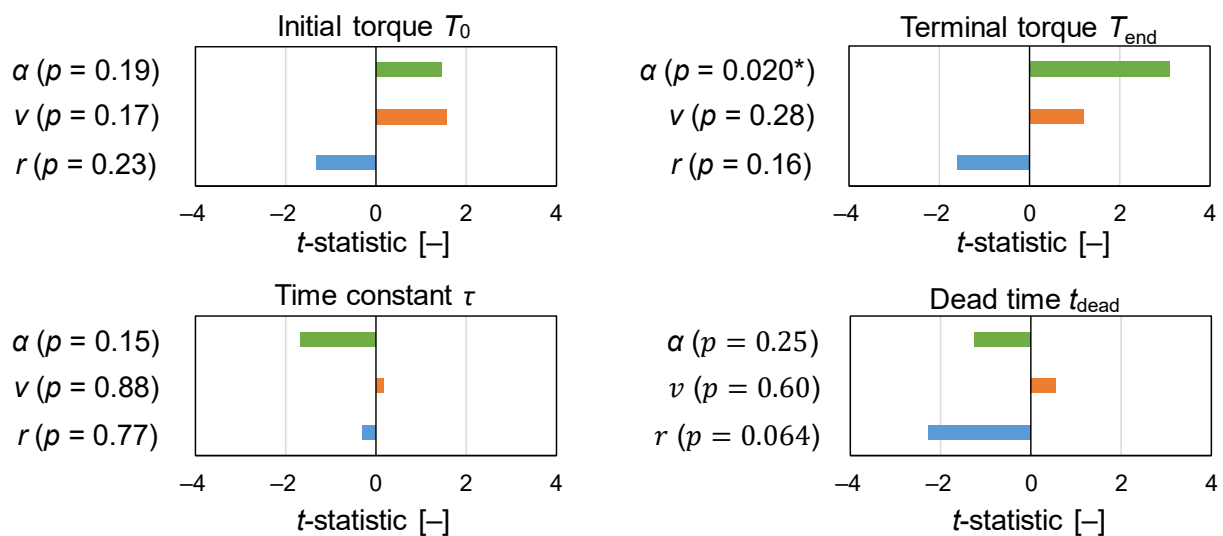 Initial torque T0
α (p = 0.19)
v (p = 0.17)
r (p = 0.23)
–4 –2 0 2 4
t-statistic [–]
Terminal torque Tend
α (p = 0.020*)
v (p = 0.28)
r (p = 0.16)
–4 –2 0 2 4
t-statistic [–]
Time constant τ
α (p = 0.15)
v (p = 0.88)
r (p = 0.77)
–4 –2 0 2 4
t-statistic [–]
Dead time tdead
α (p = 0.25)
v (p = 0.60)
r (p = 0.064)
–4 –2 0 2 4
t-statistic [–]